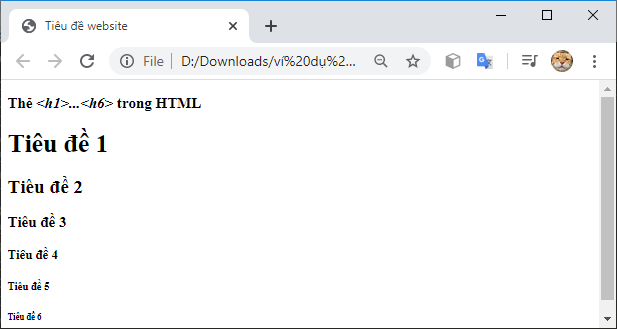 Tiêu đề website
File D:/Downloads/ví%20dụ%2...
Thẻ <h1>...<h6> trong HTML
Tiêu đề 1
Tiêu đề 2
Tiêu đề 3
Tiêu đề 4
Tiêu đề 5
Tiêu đề 6